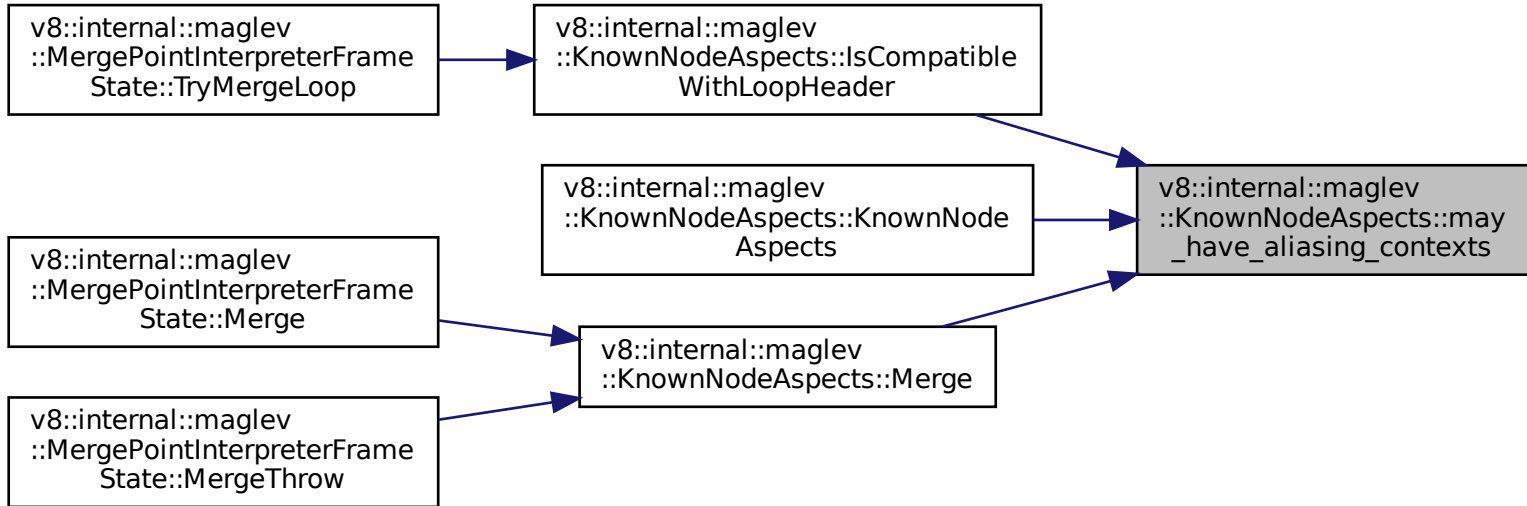 v8::internal::maglev
::MergePointInterpreterFrame
State::TryMergeLoop
v8::internal::maglev
::KnownNodeAspects::IsCompatible
WithLoopHeader
v8::internal::maglev
::KnownNodeAspects::KnownNode
Aspects
v8::internal::maglev
::KnownNodeAspects::may
_have_aliasing_contexts
v8::internal::maglev
::MergePointInterpreterFrame
State::Merge
v8::internal::maglev
::KnownNodeAspects::Merge
v8::internal::maglev
::MergePointInterpreterFrame
State::MergeThrow